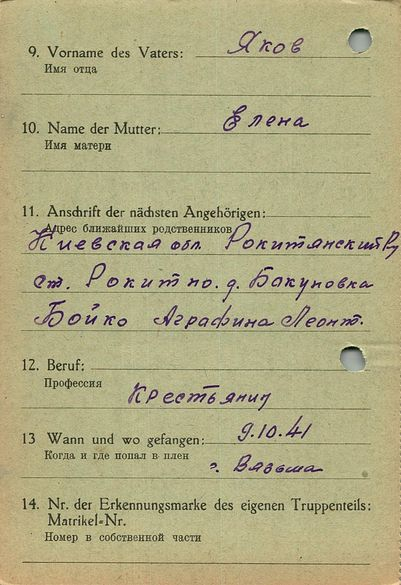 9. Vorname des Vaters: Яков
Имя отца
10. Name der Mutter: Елена
Имя матери
11. Anschrift der nächsten Angehörigen:
Адрес ближайших родственников
Киевская обл. Рокитянский Р
ст. Рокитно. д. Бакуновка
Бойко Аграфина Леонт.
12. Beruf:
Профессия
Крестьянин
13 Wann und wo gefangen: 9.10.41
Когда и где попал в плен
г. Вязьма
14. Nr. der Erkennungsmarke des eigenen Truppenteils:
Matrikel-Nr.
Номер в собственной части